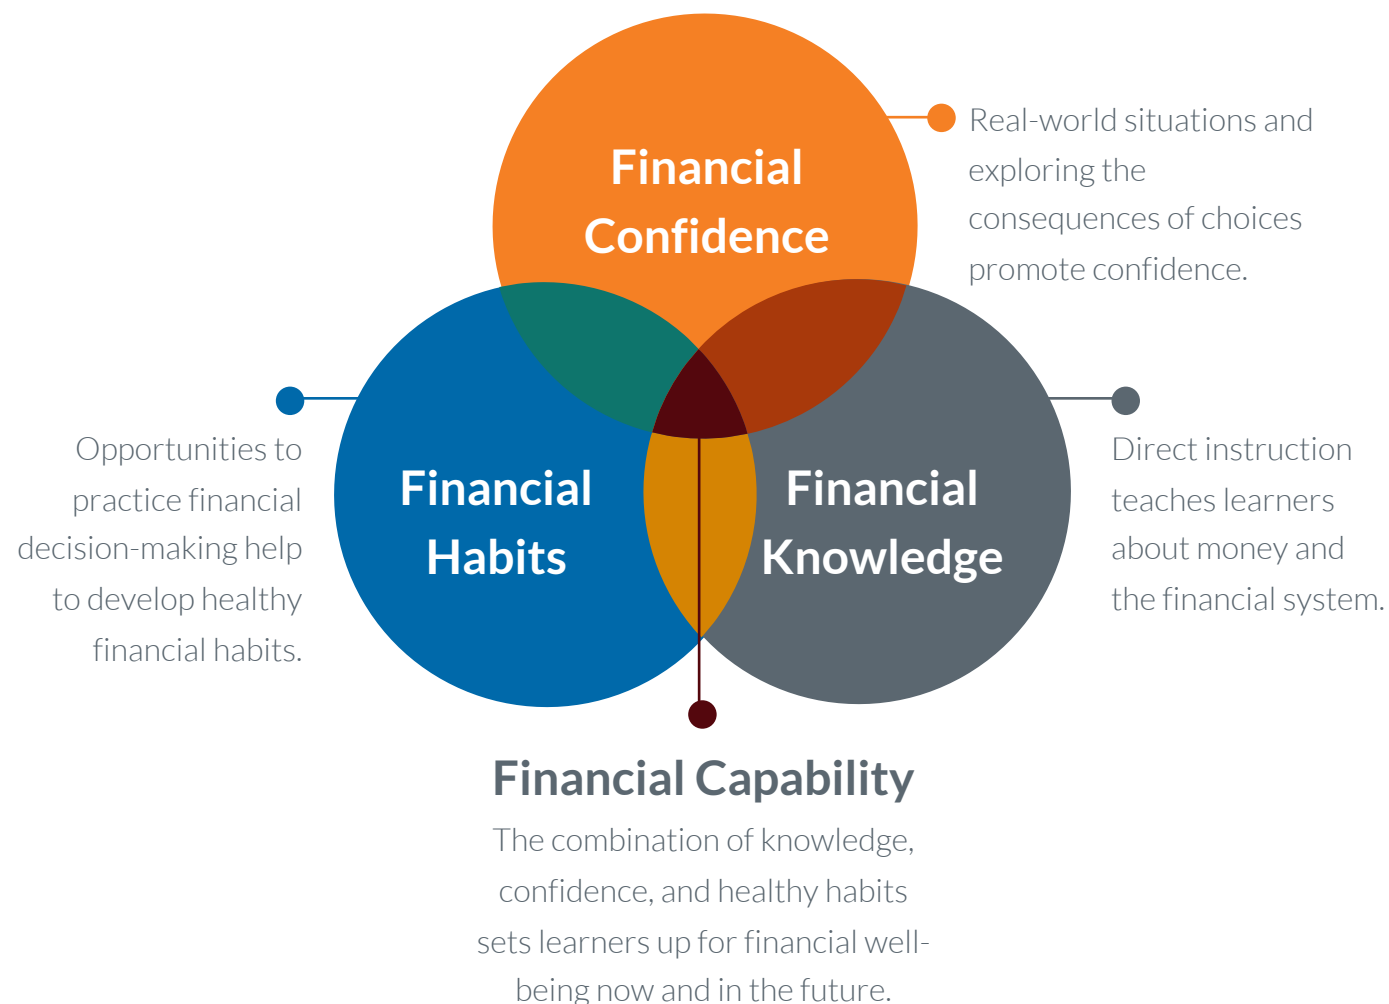 Financial
Confidence
Real-world situations and
exploring the
consequences of choices
promote confidence.
Opportunities to
practice financial
decision-making help
to develop healthy
financial habits.
Financial
Habits
Financial
Knowledge
Direct instruction
teaches learners
about money and
the financial system.
Financial Capability
The combination of knowledge,
confidence, and healthy habits
sets learners up for financial well-
being now and in the future.